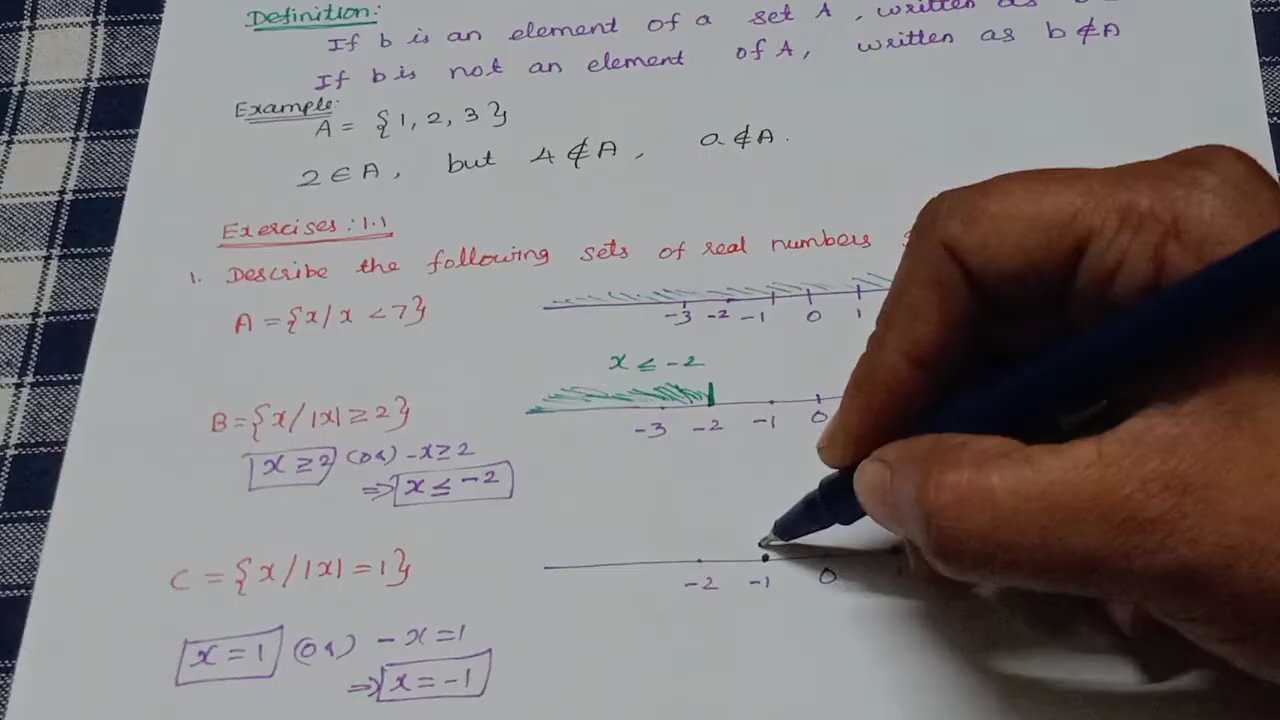 Definition:
If b is an element of a set A, written as
If b is not an element of A, written as b ∉ A
Example:
A = {1, 2, 3}
2 ∈ A, but 4 ∉ A, a ∉ A.
Exercises: 1.1
1. Describe the following sets of real numbers
A = {x/x < 7}
-3 -2 -1 0 1
x ≤ -2
B = {x/|x| ≥ 2}
-3 -2 -1 0
x ≥ 2 (or) -x ≥ 2
⇒ x ≤ -2
C = {x/|x| = 1}
-2 -1 0
x = 1 (or) -x = 1
⇒ x = -1